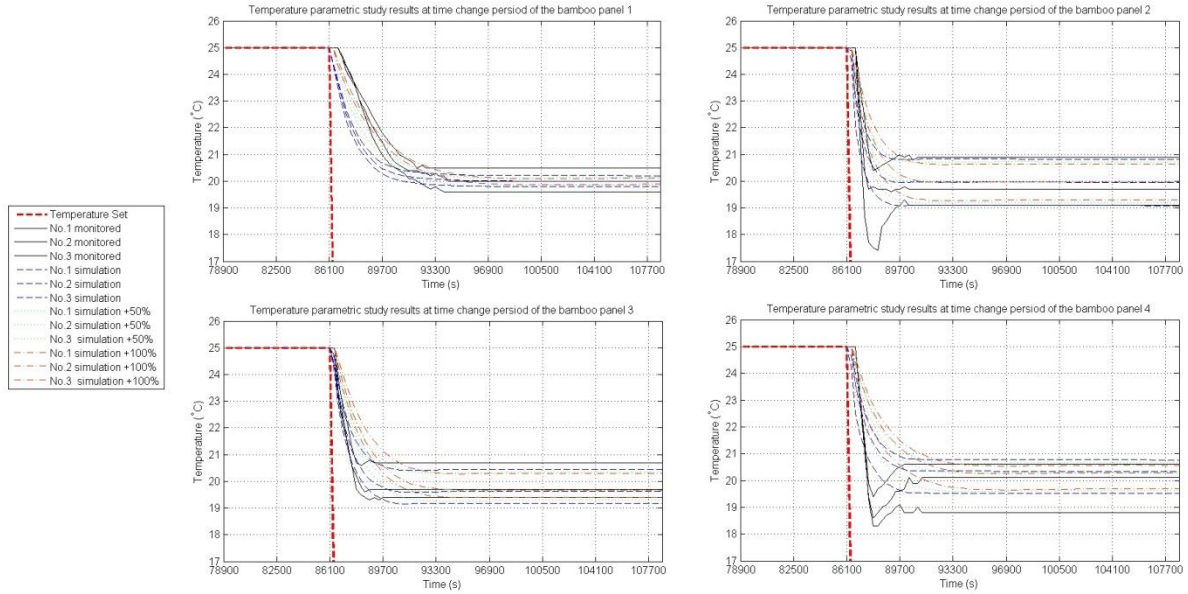 Temperature parametric study results at time change persiod of the bamboo panel 1
26
25
24
23
22
21
20
19
18
17
Temperature (°C)
78900 82500 86100 89700 93300 96900 100500 104100 107700
Time (s)
Temperature parametric study results at time change persiod of the bamboo panel 2
26
25
24
23
22
21
20
19
18
17
Temperature (°C)
78900 82500 86100 89700 93300 96900 100500 104100 107700
Time (s)
Temperature Set
No.1 monitored
No.2 monitored
No.3 monitored
No.1 simulation
No.2 simulation
No.3 simulation
No.1 simulation +50%
No.2 simulation +50%
No.3 simulation +50%
No.1 simulation +100%
No.2 simulation +100%
No.3 simulation +100%
Temperature parametric study results at time change persiod of the bamboo panel 3
26
25
24
23
22
21
20
19
18
17
Temperature (°C)
78900 82500 86100 89700 93300 96900 100500 104100 107700
Time (s)
Temperature parametric study results at time change persiod of the bamboo panel 4
26
25
24
23
22
21
20
19
18
17
Temperature (°C)
78900 82500 86100 89700 93300 96900 100500 104100 107700
Time (s)